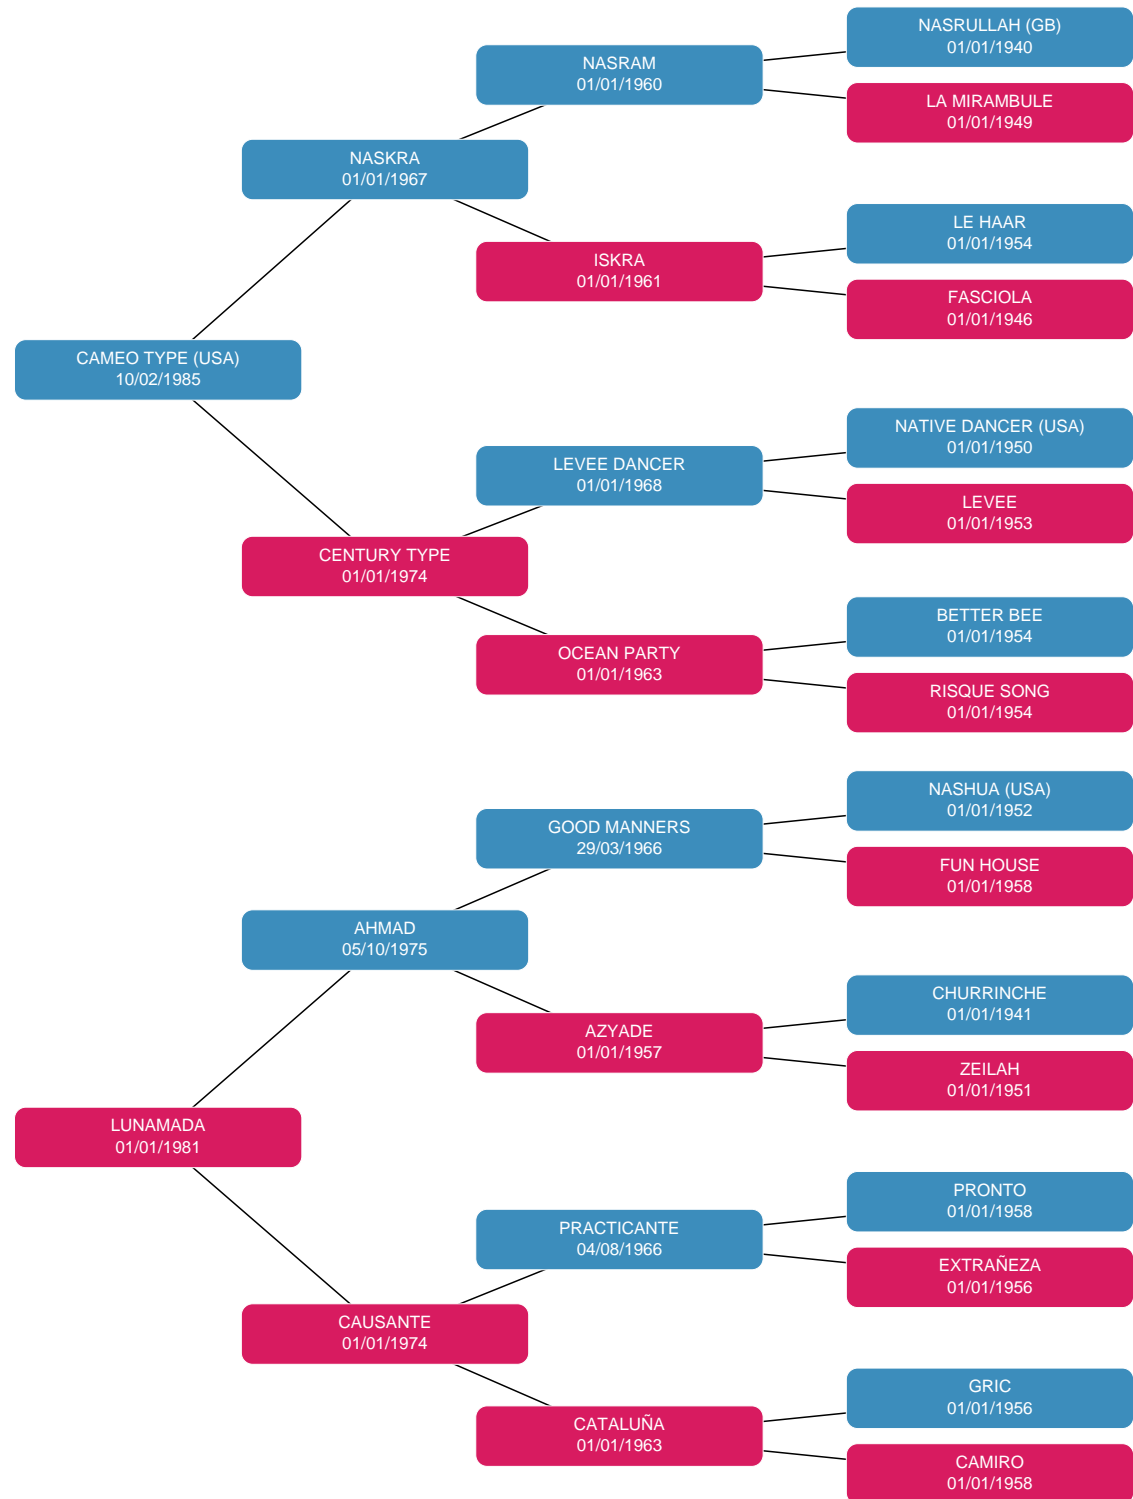 NASRULLAH (GB)
01/01/1940
NASRAM
01/01/1960
LA MIRAMBULE
01/01/1949
NASKRA
01/01/1967
LE HAAR
01/01/1954
ISKRA
01/01/1961
FASCIOLA
01/01/1946
CAMEO TYPE (USA)
10/02/1985
NATIVE DANCER (USA)
01/01/1950
LEVEE DANCER
01/01/1968
LEVEE
01/01/1953
CENTURY TYPE
01/01/1974
BETTER BEE
01/01/1954
OCEAN PARTY
01/01/1963
RISQUE SONG
01/01/1954
NASHUA (USA)
01/01/1952
GOOD MANNERS
29/03/1966
FUN HOUSE
01/01/1958
AHMAD
05/10/1975
CHURRINCHE
01/01/1941
AZYADE
01/01/1957
ZEILAH
01/01/1951
LUNAMADA
01/01/1981
PRONTO
01/01/1958
PRACTICANTE
04/08/1966
EXTRAÑEZA
01/01/1956
CAUSANTE
01/01/1974
GRIC
01/01/1956
CATALUÑA
01/01/1963
CAMIRO
01/01/1958